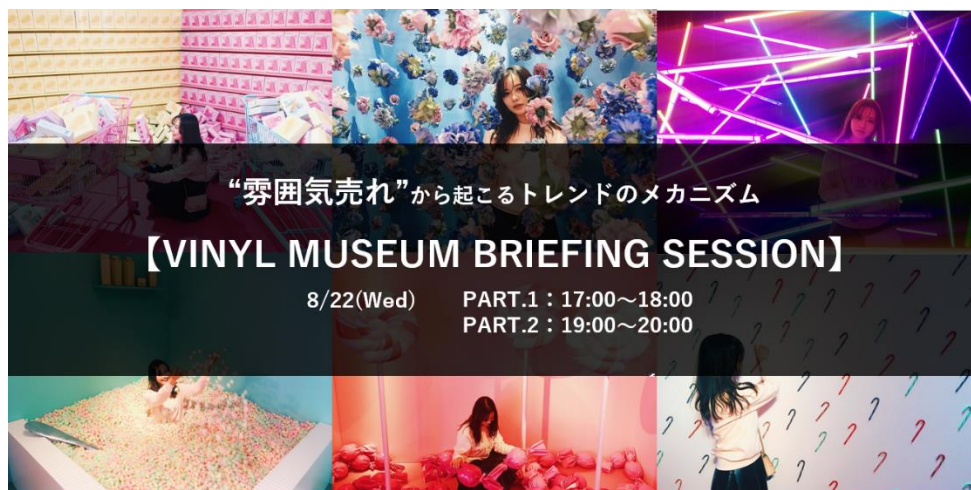 “雰囲気売れ”から起こるトレンドのメカニズム
【VINYL MUSEUM BRIEFING SESSION】
8/22(Wed) PART.1：17:00〜18:00
PART.2：19:00〜20:00